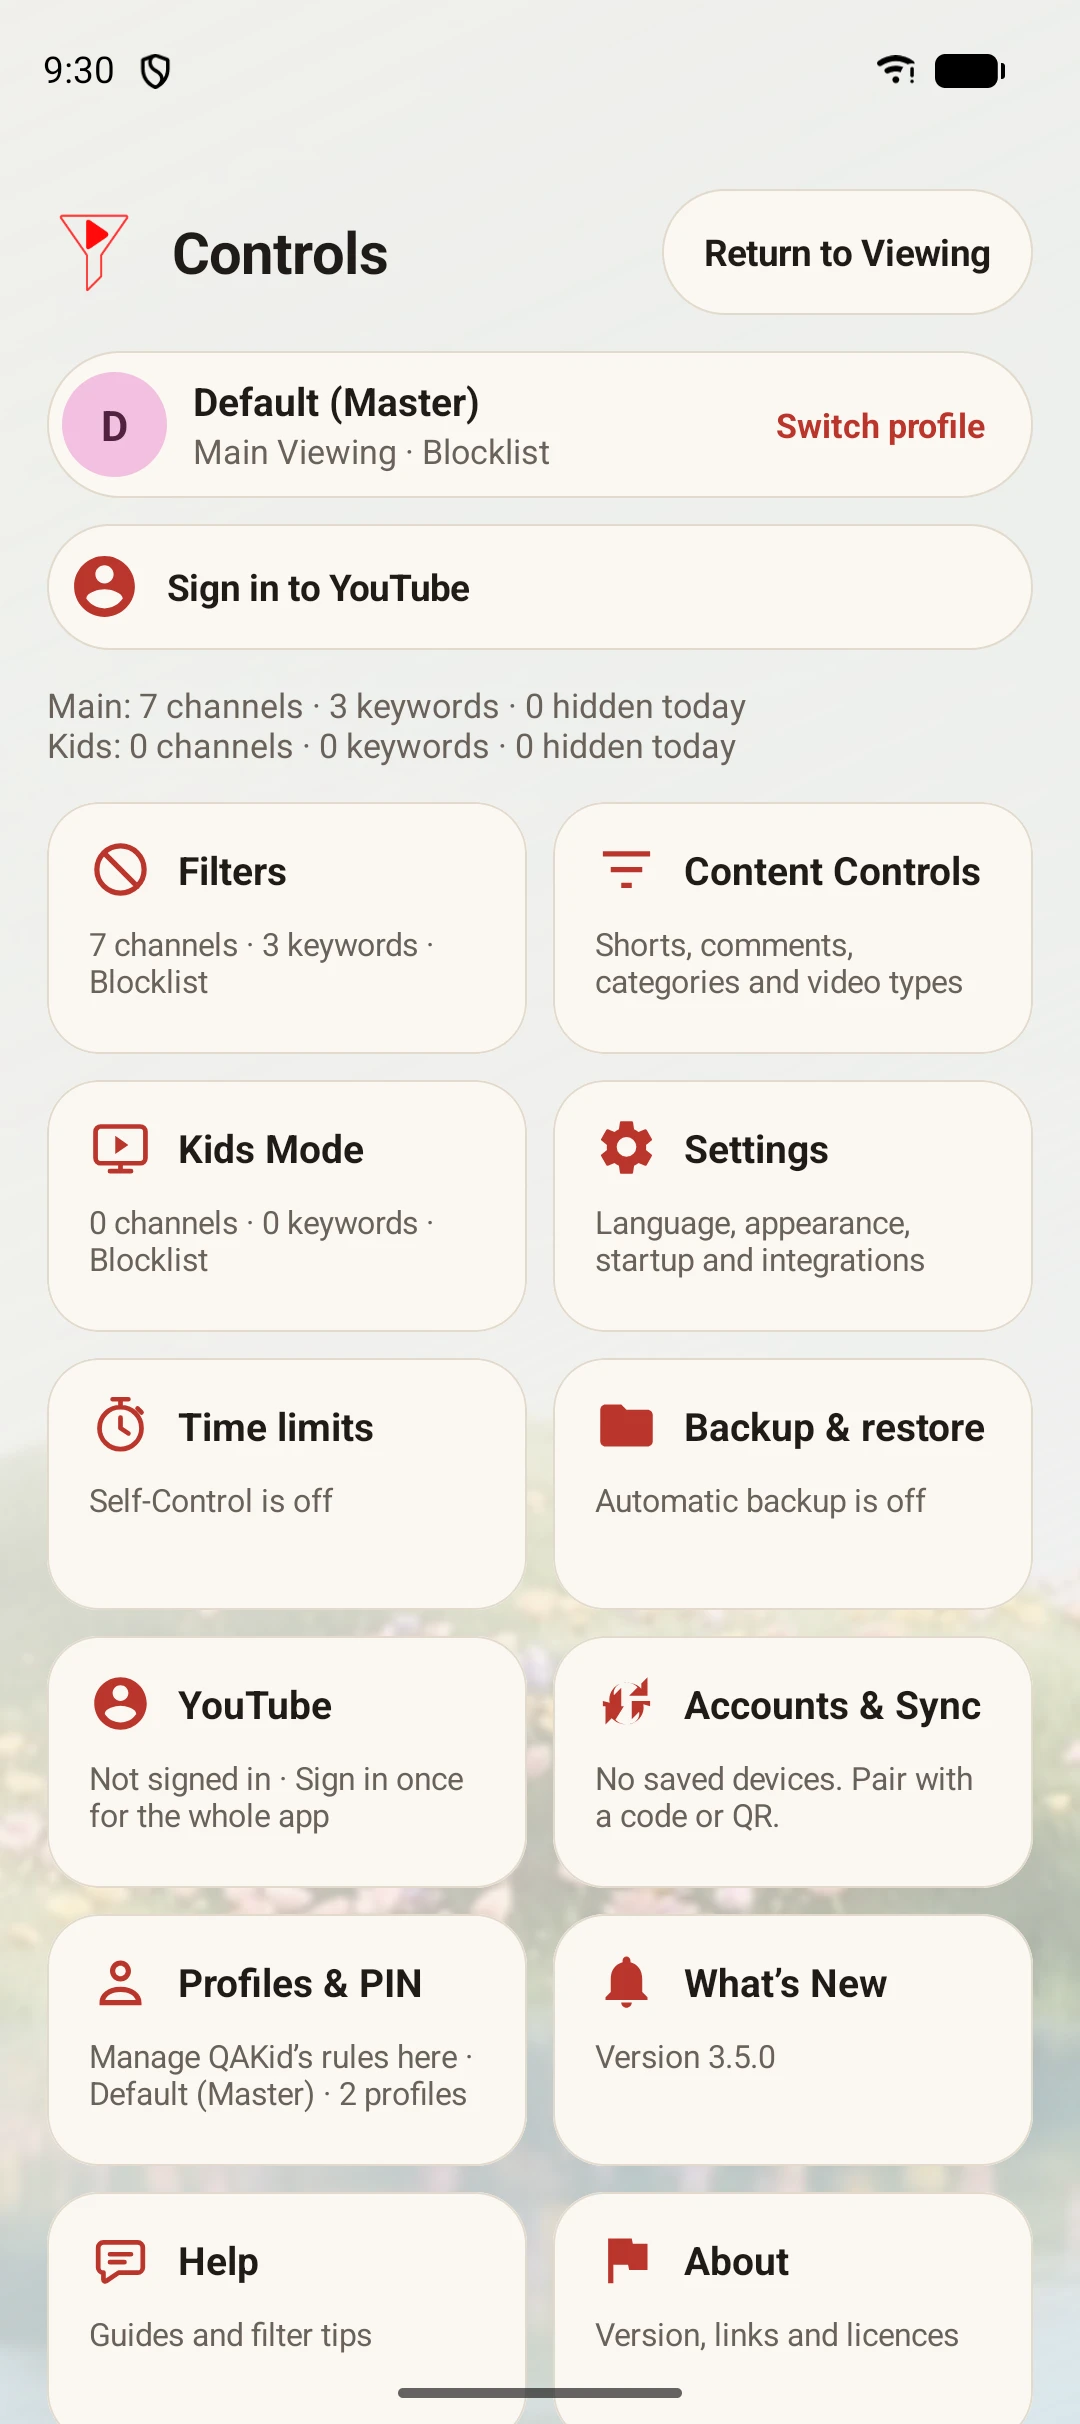 9:30
Controls
Return to Viewing
D
Default (Master)
Main Viewing · Blocklist
Switch profile
Sign in to YouTube
Main: 7 channels · 3 keywords · 0 hidden today
Kids: 0 channels · 0 keywords · 0 hidden today
Filters
7 channels · 3 keywords ·
Blocklist
Content Controls
Shorts, comments,
categories and video types
Kids Mode
0 channels · 0 keywords ·
Blocklist
Settings
Language, appearance,
startup and integrations
Time limits
Self-Control is off
Backup & restore
Automatic backup is off
YouTube
Not signed in · Sign in once
for the whole app
Accounts & Sync
No saved devices. Pair with
a code or QR.
Profiles & PIN
Manage QAKid’s rules here ·
Default (Master) · 2 profiles
What’s New
Version 3.5.0
Help
Guides and filter tips
About
Version, links and licences